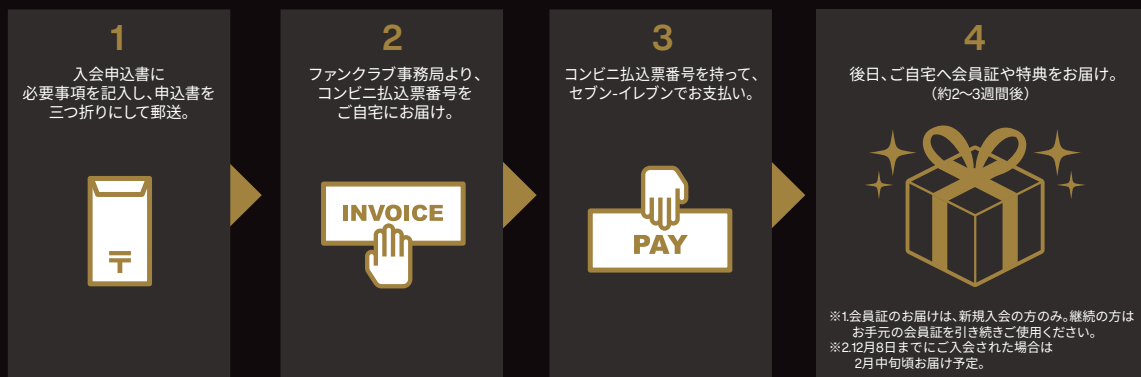 1
入会申込書に
必要事項を記入し、申込書を
三つ折りにして郵送。
〒
2
ファンクラブ事務局より、
コンビニ払込票番号を
ご自宅にお届け。
INVOICE
3
コンビニ払込票番号を持って、
セブン-イレブンでお支払い。
PAY
4
後日、ご自宅へ会員証や特典をお届け。
（約2〜3週間後）
※1.会員証のお届けは、新規入会の方のみ。継続の方は
お手元の会員証を引き続きご使用ください。
※2.12月8日までにご入会された場合は
2月中旬頃お届け予定。